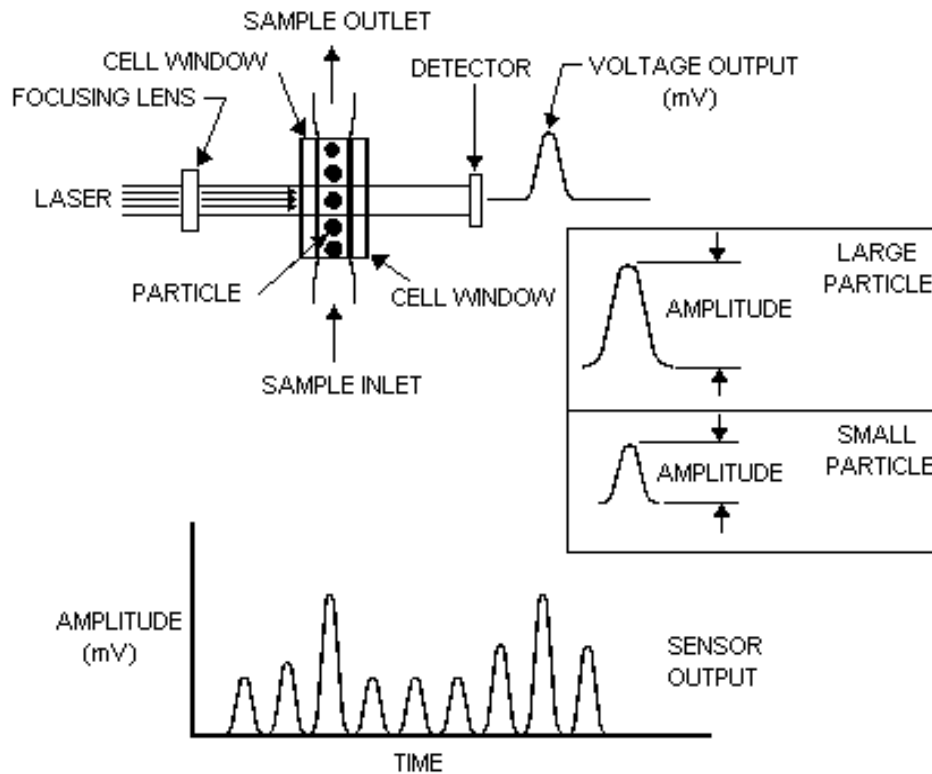 SAMPLE OUTLET
CELL WINDOW
FOCUSING LENS
DETECTOR
VOLTAGE OUTPUT
(mV)
LASER
PARTICLE
CELL WINDOW
SAMPLE INLET
LARGE
PARTICLE
AMPLITUDE
SMALL
PARTICLE
AMPLITUDE
AMPLITUDE
(mV)
SENSOR
OUTPUT
TIME